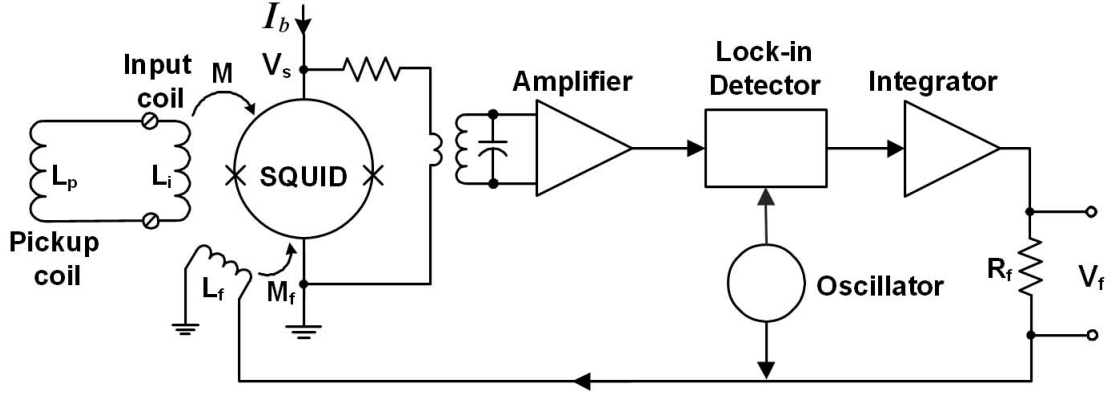 I_b
Input
coil
M
V_s
Amplifier
Lock-in
Detector
Integrator
L_p
L_i
SQUID
Pickup
coil
L_f
M_f
Oscillator
R_f
V_f